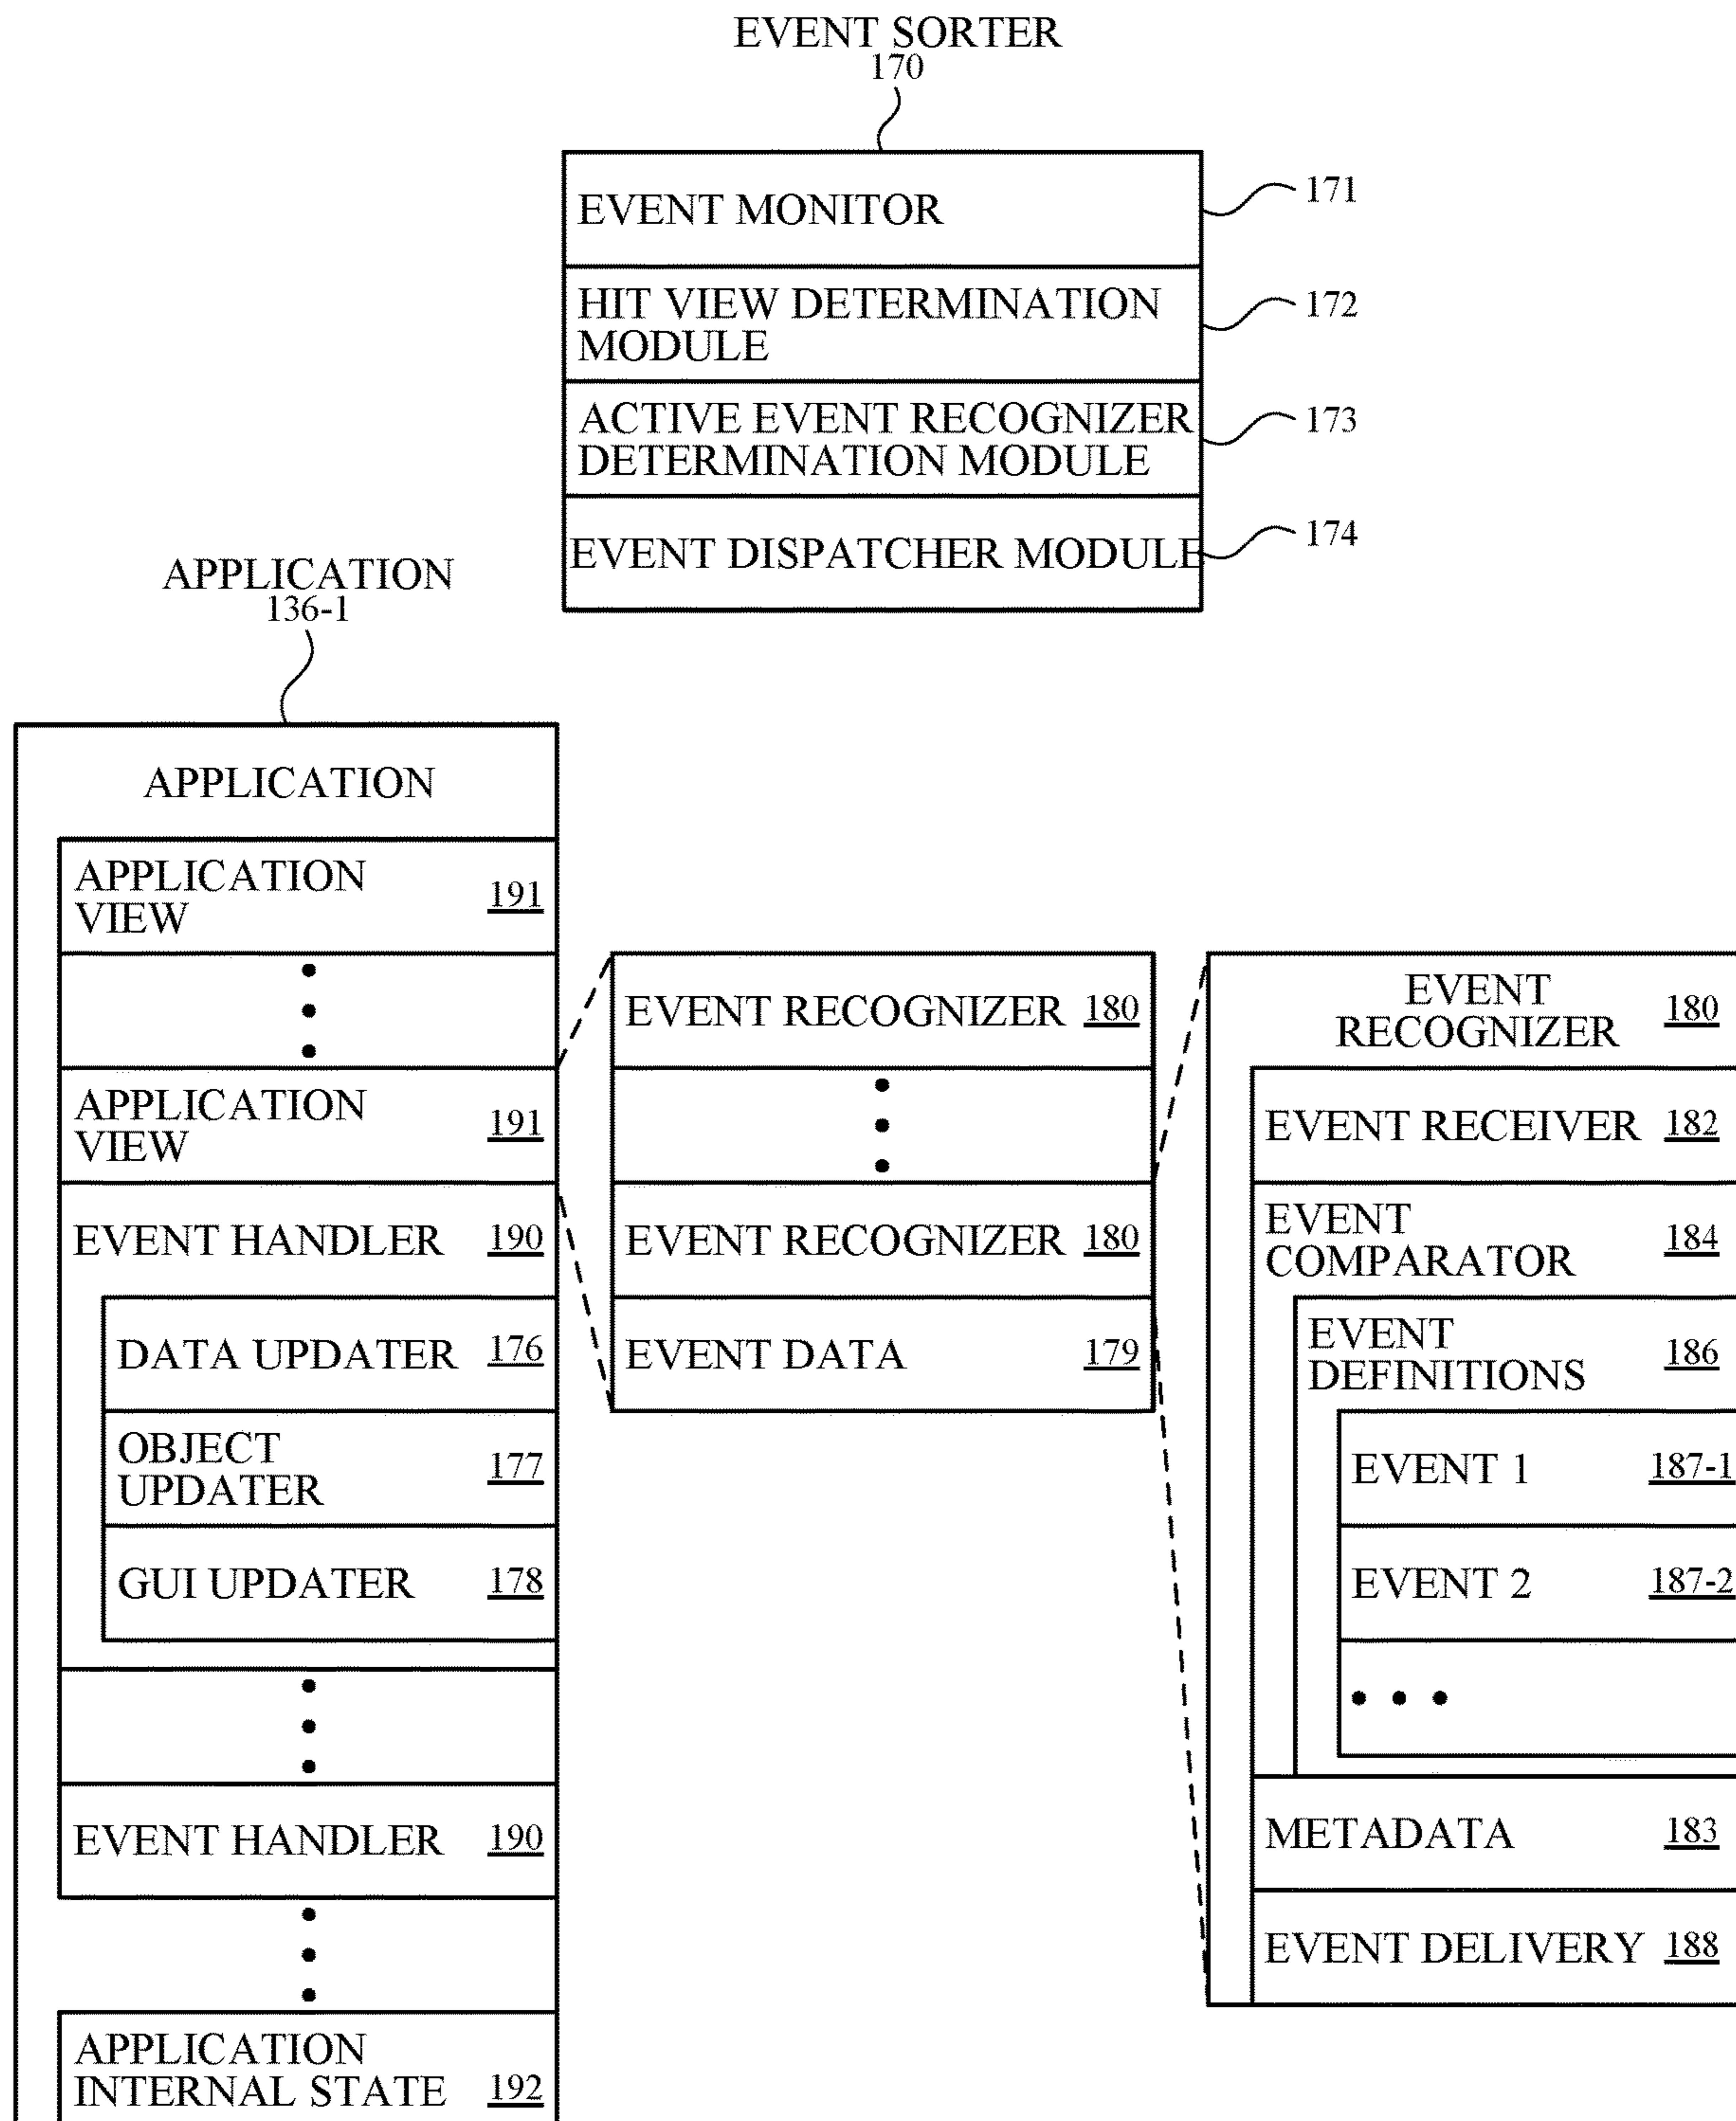 EVENT SORTER
170
EVENT MONITOR
171
HIT VIEW DETERMINATION
MODULE
172
ACTIVE EVENT RECOGNIZER
DETERMINATION MODULE
173
EVENT DISPATCHER MODULE
174
APPLICATION
136-1
APPLICATION
APPLICATION
VIEW
191
APPLICATION
VIEW
191
EVENT HANDLER 190
DATA UPDATER 176
OBJECT
UPDATER
177
GUI UPDATER 178
EVENT HANDLER 190
APPLICATION
INTERNAL STATE 192
EVENT RECOGNIZER 180
EVENT RECOGNIZER 180
EVENT DATA 179
EVENT
RECOGNIZER
180
EVENT RECEIVER 182
EVENT
COMPARATOR
184
EVENT
DEFINITIONS
186
EVENT 1 187-1
EVENT 2 187-2
METADATA 183
EVENT DELIVERY 188